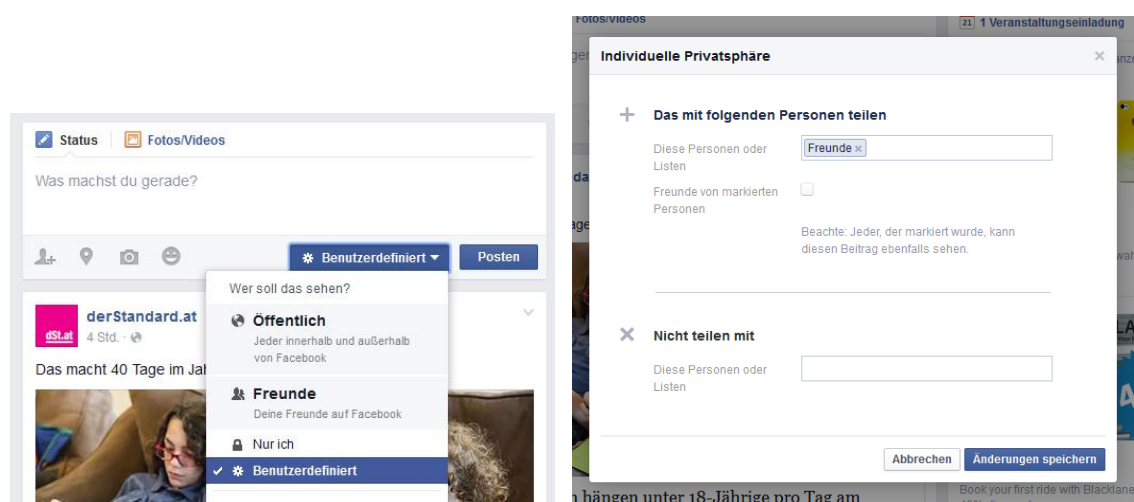 Status
Fotos/Videos
Was machst du gerade?
Benutzerdefiniert
Posten
Wer soll das sehen?
Öffentlich
Jeder innerhalb und außerhalb
von Facebook
Freunde
Deine Freunde auf Facebook
Nur ich
Benutzerdefiniert
dSt.at
derStandard.at
4 Std.
Das macht 40 Tage im
Fotos/Videos
21 1 Veranstaltungseinladung
Individuelle Privatsphäre
Das mit folgenden Personen teilen
Diese Personen oder
Listen
Freunde
Freunde von markierten
Personen
Beachte: Jeder, der markiert wurde, kann
diesen Beitrag ebenfalls sehen.
Nicht teilen mit
Diese Personen oder
Listen
Abbrechen
Änderungen speichern
hängen unter 18-Jährige pro Tag am
Book your first ride with Blacklane